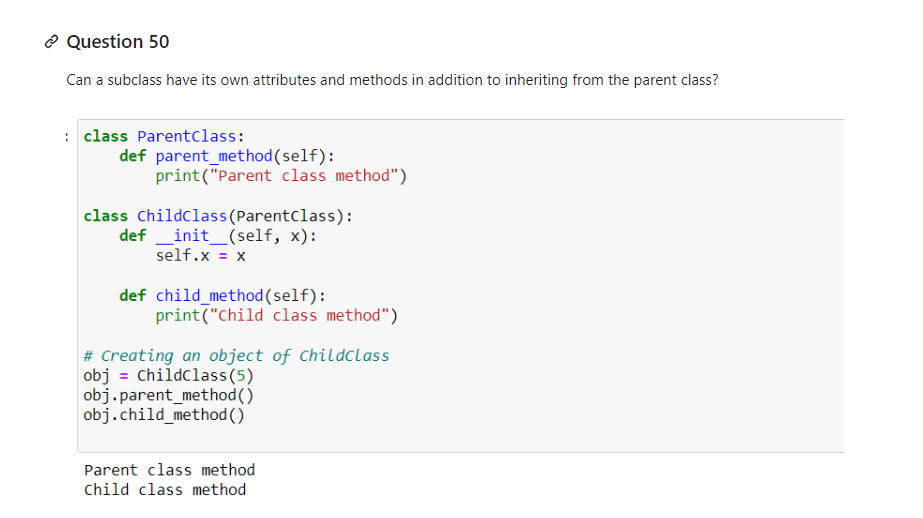 Question 50
Can a subclass have its own attributes and methods in addition to inheriting from the parent class?
: class ParentClass:
    def parent_method(self):
        print("Parent class method")

class ChildClass(ParentClass):
    def __init__(self, x):
        self.x = x

    def child_method(self):
        print("Child class method")

# Creating an object of ChildClass
obj = ChildClass(5)
obj.parent_method()
obj.child_method()

Parent class method
Child class method